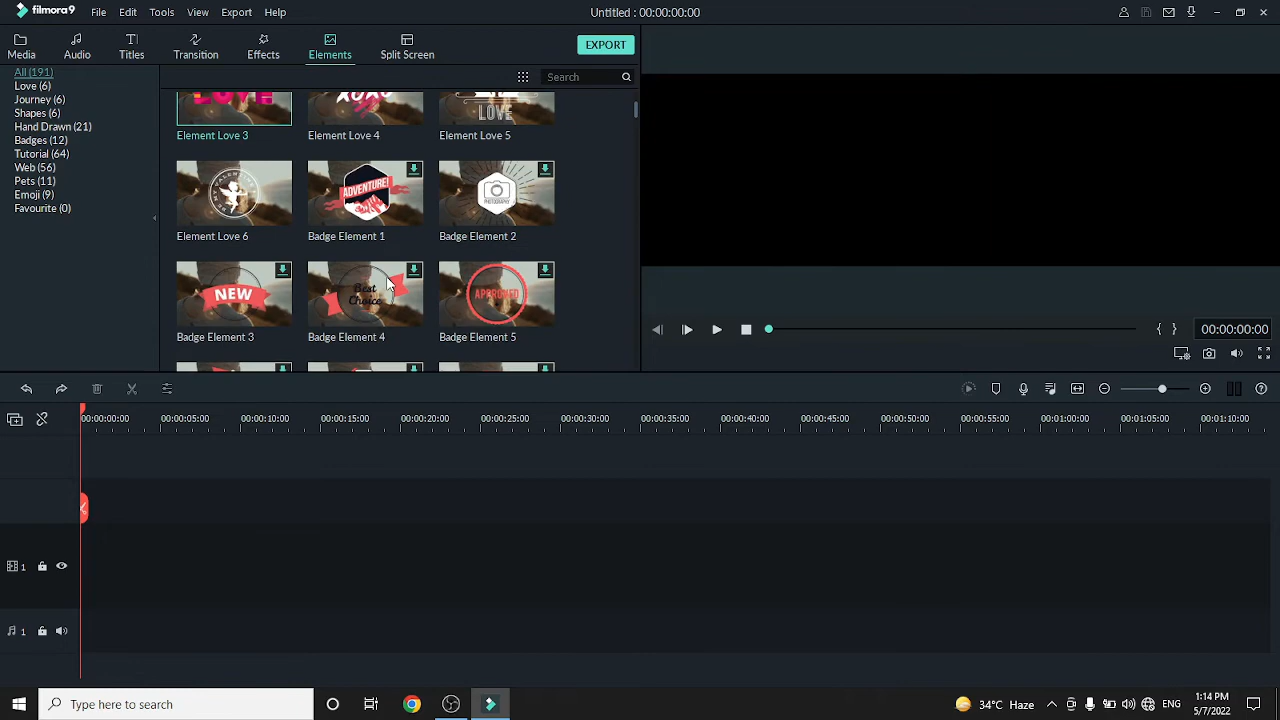 filmora9 File Edit Tools View Export Help Untitled : 00:00:00:00
Media Audio Titles Transition Effects Elements Split Screen EXPORT
All (191)
Love (6)
Journey (6)
Shapes (6)
Hand Drawn (21)
Badges (12)
Tutorial (64)
Web (56)
Pets (11)
Emoji (9)
Favourite (0)
Search
LOVE XOXO LOVE
Element Love 3 Element Love 4 Element Love 5
ADVENTURE! PHOTOGRAPHY
Element Love 6 Badge Element 1 Badge Element 2
NEW Best Choice APPROVED
Badge Element 3 Badge Element 4 Badge Element 5
{ } 00:00:00:00
00:00:00:00 00:00:05:00 00:00:10:00 00:00:15:00 00:00:20:00 00:00:25:00 00:00:30:00 00:00:35:00 00:00:40:00 00:00:45:00 00:00:50:00 00:00:55:00 00:01:00:00 00:01:05:00 00:01:10:00
1
1
Type here to search 34°C Haze ENG 1:14 PM
5/7/2022